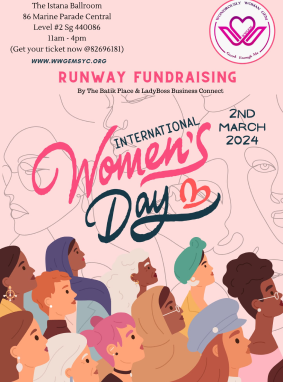 The Istana Ballroom
86 Marine Parade Central
Level #2 Sg 440086
11am - 4pm
(Get your ticket now @82696181)
WWW.WWGEMSYC.ORG
RUNWAY FUNDRAISING
By The Batik Place & LadyBoss Business Connect
2ND
MARCH
2024
INTERNATIONAL
Women's
Day